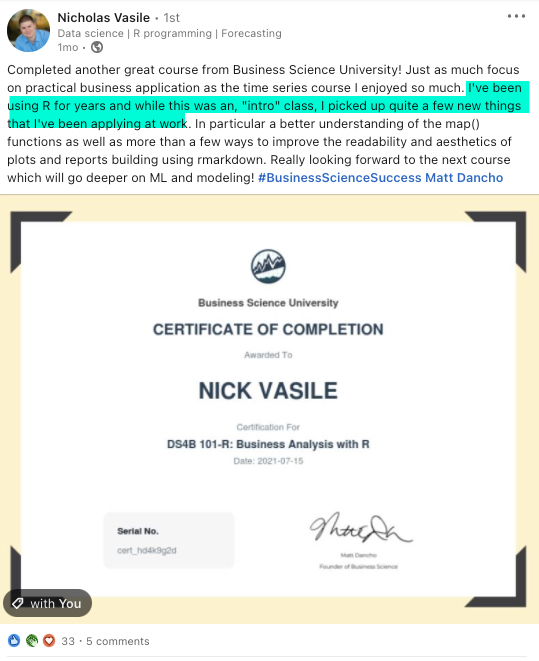 Nicholas Vasile · 1st
Data science | R programming | Forecasting
1mo ·
Completed another great course from Business Science University! Just as much focus
on practical business application as the time series course I enjoyed so much. I've been
using R for years and while this was an, "intro" class, I picked up quite a few new things
that I've been applying at work. In particular a better understanding of the map()
functions as well as more than a few ways to improve the readability and aesthetics of
plots and reports building using rmarkdown. Really looking forward to the next course
which will go deeper on ML and modeling! #BusinessScienceSuccess Matt Dancho
Business Science University
CERTIFICATE OF COMPLETION
Awarded To
NICK VASILE
Certification For
DS4B 101-R: Business Analysis with R
Date: 2021-07-15
Serial No.
cert_hd4k9g2d
Matt Dancho
Founder of Business Science
with You
33 · 5 comments